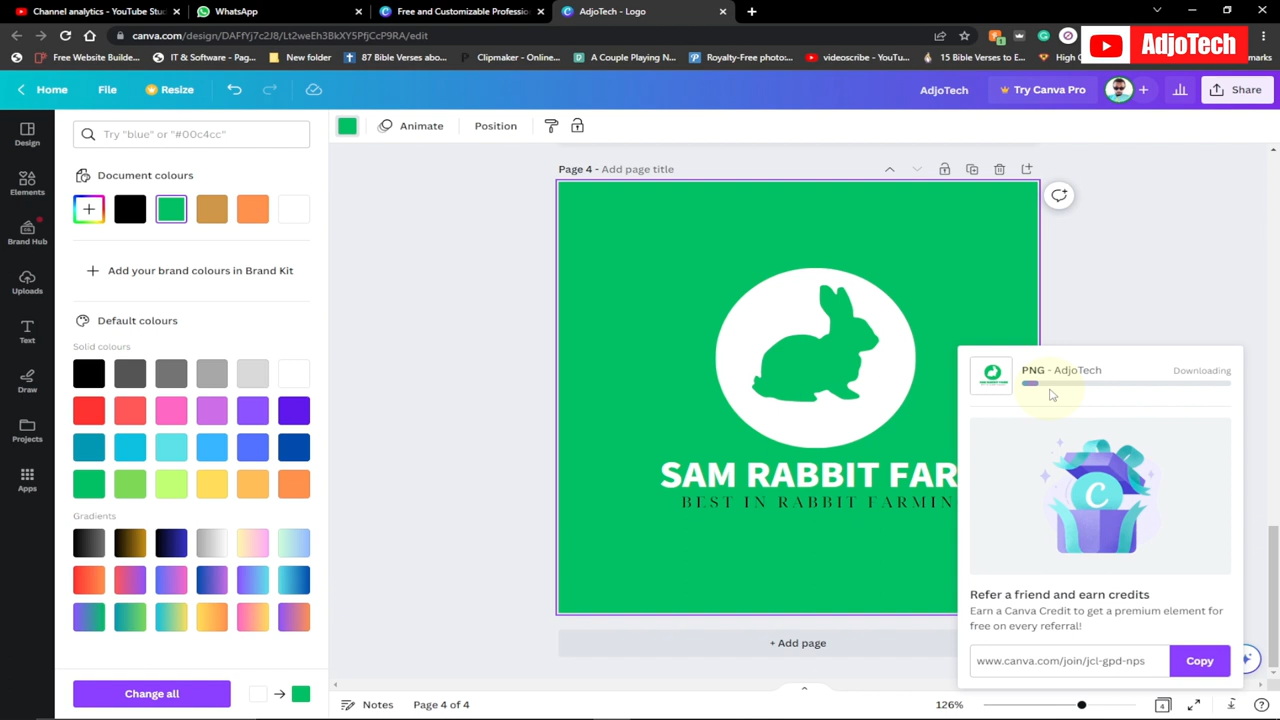 Channel analytics - YouTube Stu
WhatsApp
Free and Customizable Professio
AdjoTech - Logo
canva.com/design/DAFfYj7c2J8/Lt2weEh3BkXY5PfjCcP9RA/edit
AdjoTech
Free Website Builde...
IT & Software - Pag...
New folder
87 Bible Verses abo...
Clipmaker - Online...
A Couple Playing N...
Royalty-Free photo:...
videoscribe - YouTu...
15 Bible Verses to E...
High
marks
Home
File
Resize
AdjoTech
Try Canva Pro
Share
Try "blue" or "#00c4cc"
Animate
Position
Design
Elements
Brand Hub
Uploads
Text
Draw
Projects
Apps
Document colours
Add your brand colours in Brand Kit
Default colours
Solid colours
Gradients
Change all
Page 4 - Add page title
SAM RABBIT FAR
BEST IN RABBIT FARMIN
+ Add page
PNG - AdjoTech
Downloading
SAM RABBIT FARM
C
Refer a friend and earn credits
Earn a Canva Credit to get a premium element for
free on every referral!
www.canva.com/join/jcl-gpd-nps
Copy
Notes
Page 4 of 4
126%
4